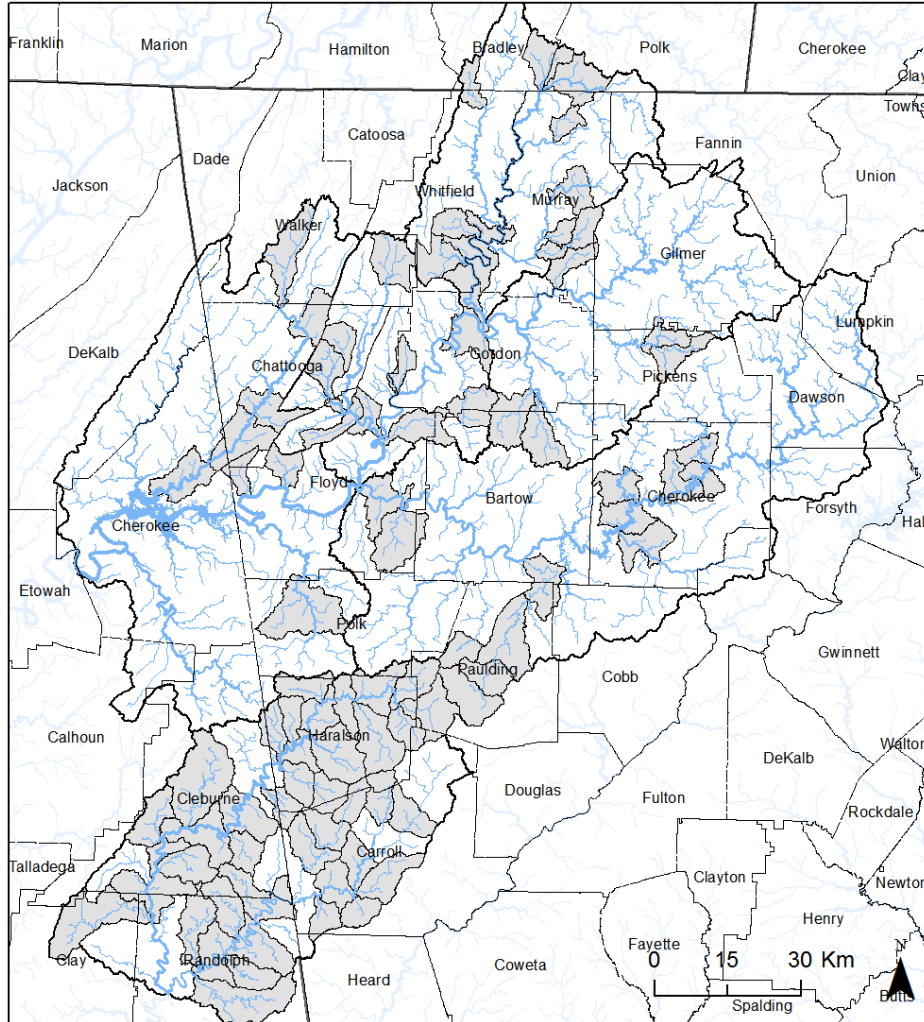 Franklin
Marion
Hamilton
Bradley
Polk
Cherokee
Clay
Towns
Catoosa
Dade
Fannin
Jackson
Union
Whitfield
Murray
Walker
Gilmer
Lumpkin
DeKalb
Chattooga
Gordon
Pickens
Dawson
Floyd
Bartow
Cherokee
Forsyth
Hal
Cherokee
Etowah
Polk
Gwinnett
Paulding
Cobb
Calhoun
Haralson
Walton
DeKalb
Douglas
Cleburne
Fulton
Rockdale
Carroll
Talladega
Clayton
Newton
Henry
Fayette
N
Clay
Randolph
Heard
Coweta
0 15 30 Km
Butts
Spalding